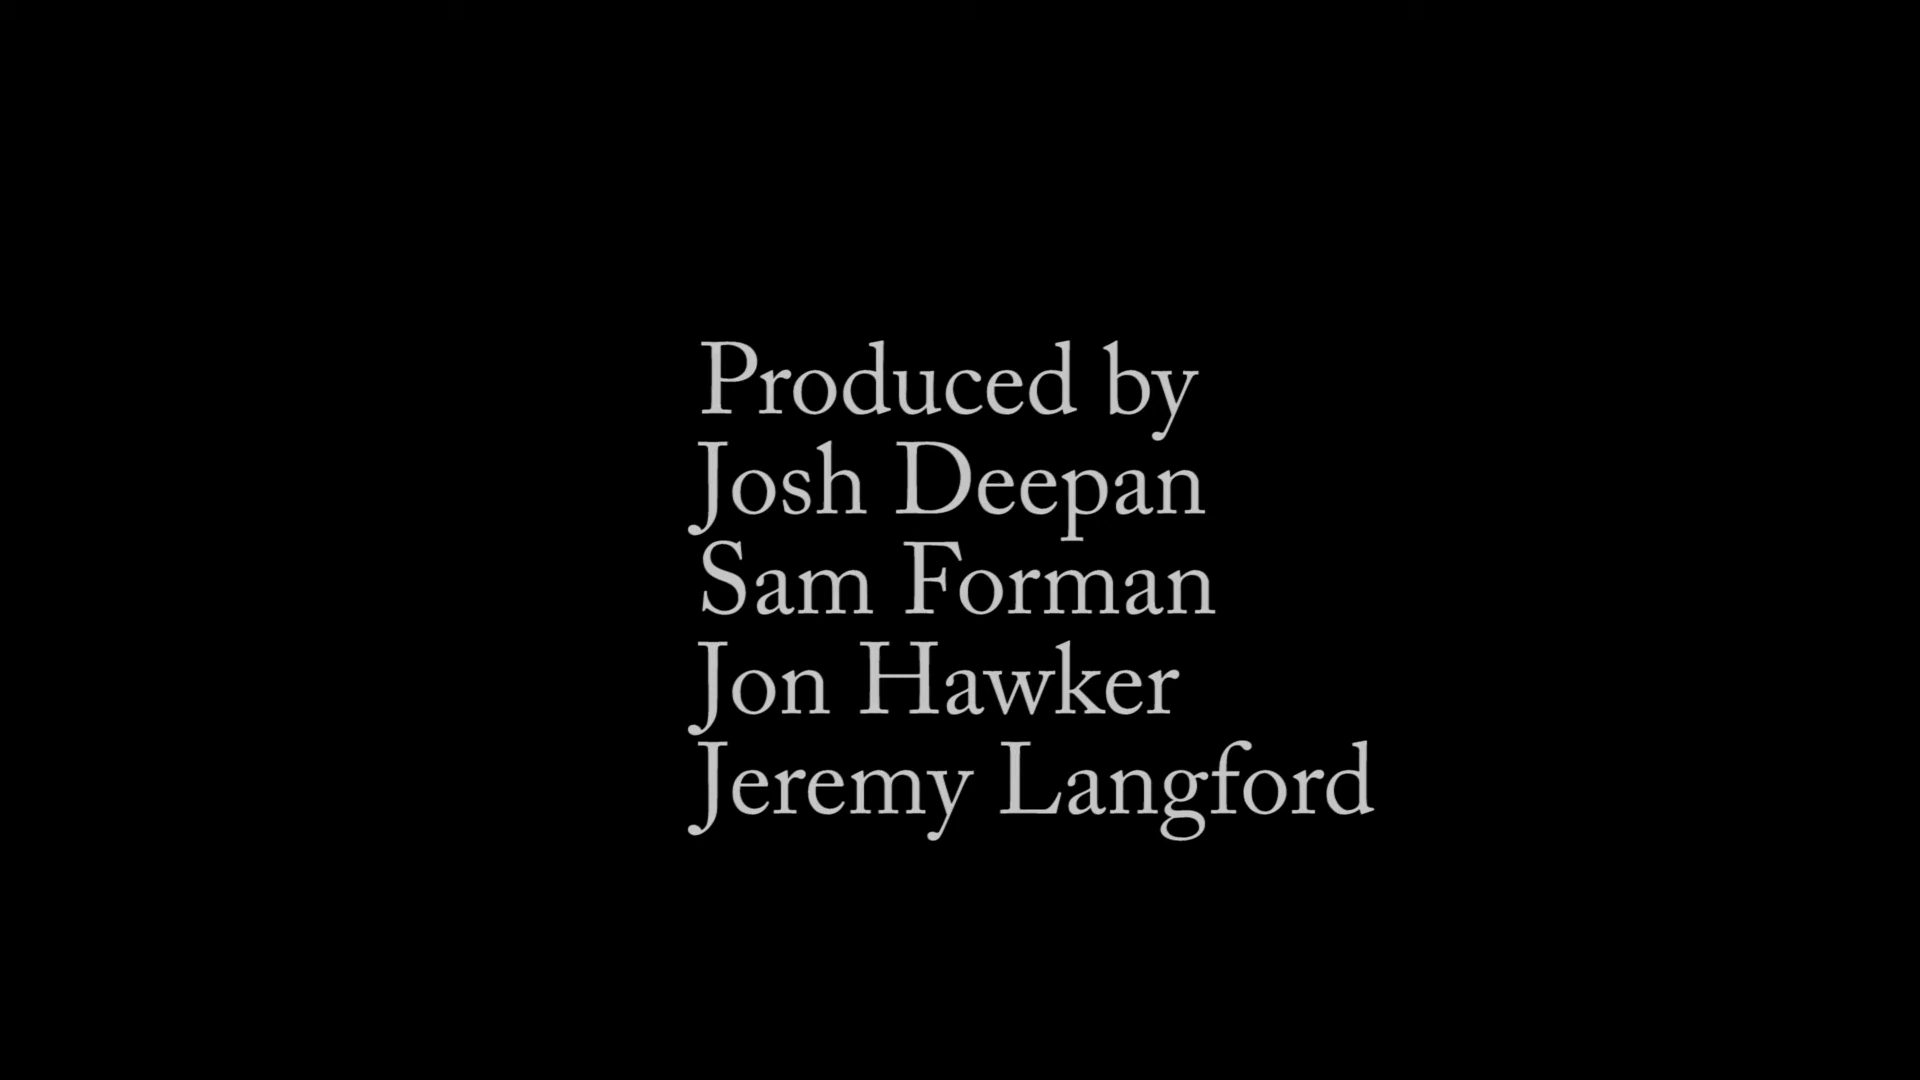 Produced by
Josh Deepan
Sam Forman
Jon Hawker
Jeremy Langford